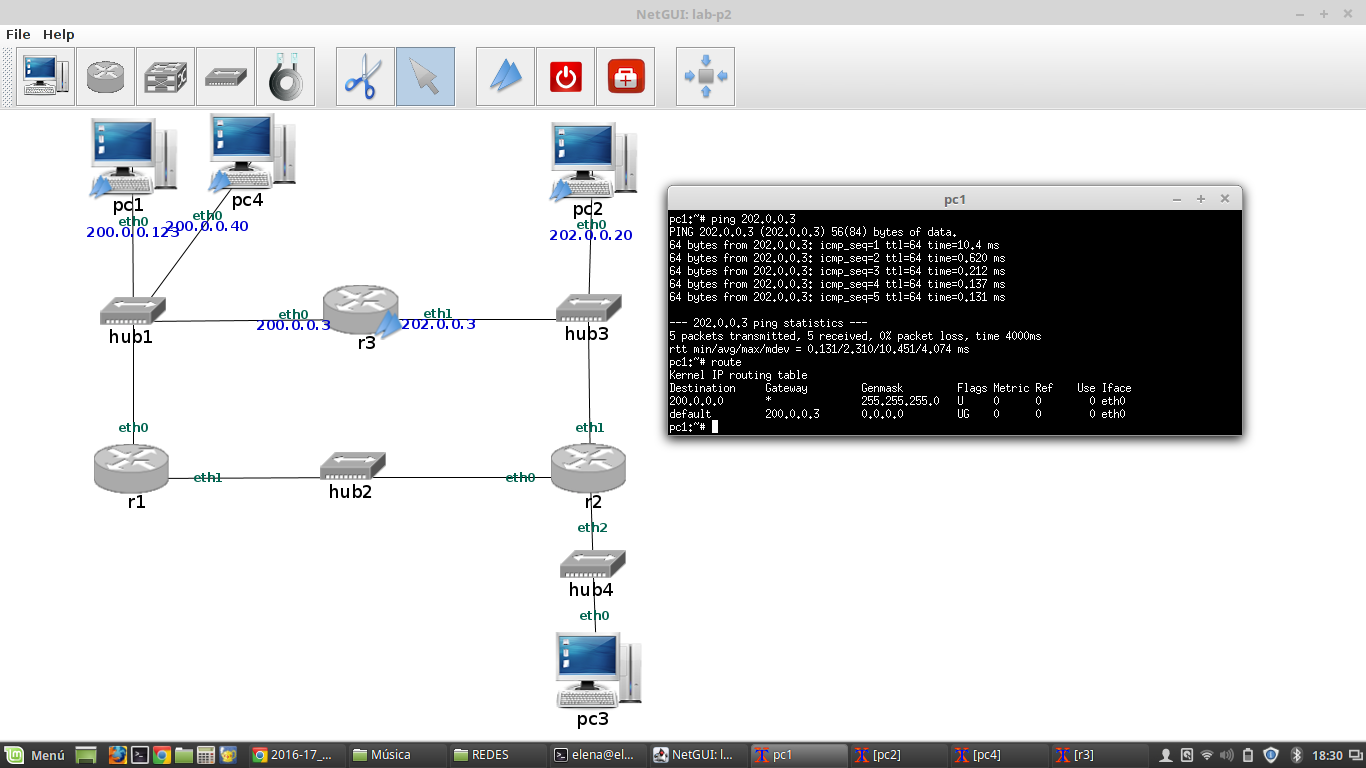 NetGUI: lab-p2
File Help
pc1
pc4
pc2
eth0
eth0
eth0
200.0.0.123
200.0.0.40
202.0.0.20
hub1
eth0
200.0.0.3
r3
eth1
202.0.0.3
hub3
eth0
eth1
r1
eth1
hub2
eth0
r2
eth2
hub4
eth0
pc3
pc1
pc1:~# ping 202.0.0.3
PING 202.0.0.3 (202.0.0.3) 56(84) bytes of data.
64 bytes from 202.0.0.3: icmp_seq=1 ttl=64 time=10.4 ms
64 bytes from 202.0.0.3: icmp_seq=2 ttl=64 time=0.620 ms
64 bytes from 202.0.0.3: icmp_seq=3 ttl=64 time=0.212 ms
64 bytes from 202.0.0.3: icmp_seq=4 ttl=64 time=0.137 ms
64 bytes from 202.0.0.3: icmp_seq=5 ttl=64 time=0.131 ms
--- 202.0.0.3 ping statistics ---
5 packets transmitted, 5 received, 0% packet loss, time 4000ms
rtt min/avg/max/mdev = 0.131/2.310/10.451/4.074 ms
pc1:~# route
Kernel IP routing table
Destination Gateway Genmask Flags Metric Ref Use Iface
200.0.0.0 * 255.255.255.0 U 0 0 0 eth0
default 200.0.0.3 0.0.0.0 UG 0 0 0 eth0
pc1:~#
Menú 2016-17_... Música REDES elena@el... NetGUI: l... pc1 [pc2] [pc4] [r3] 18:30